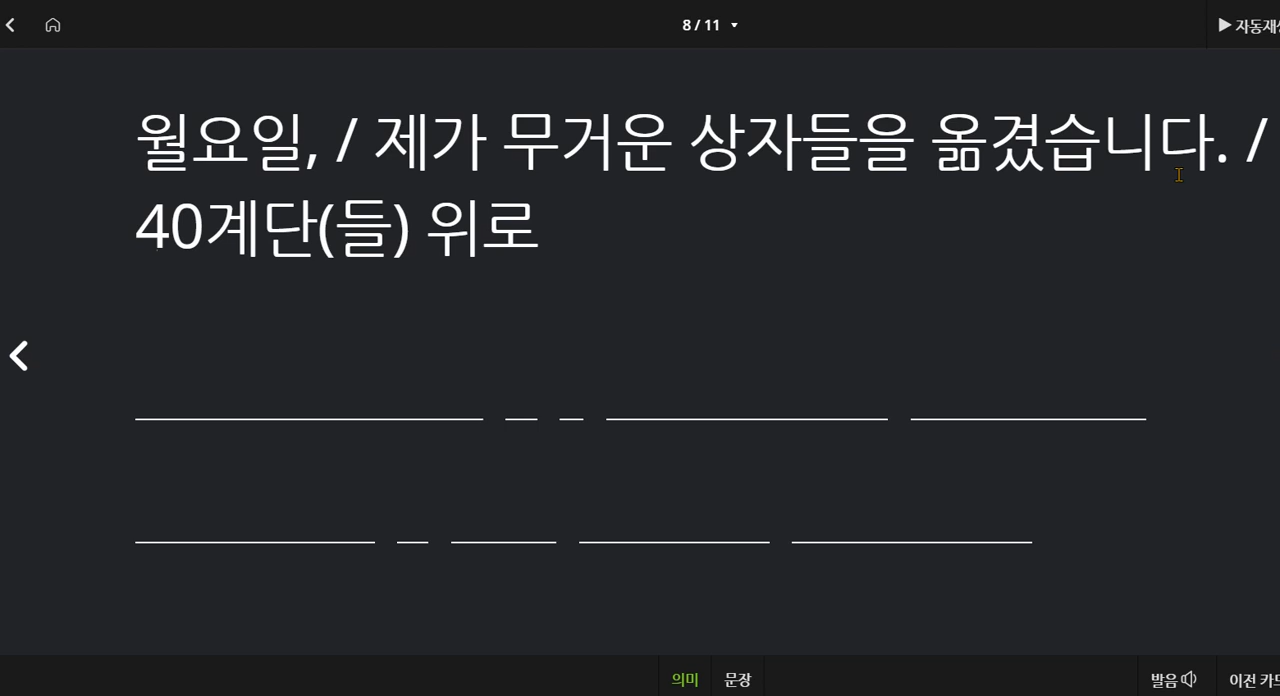 8 / 11
자동재생
월요일, / 제가 무거운 상자들을 옮겼습니다. /
40계단(들) 위로
의미
문장
발음
이전 카드